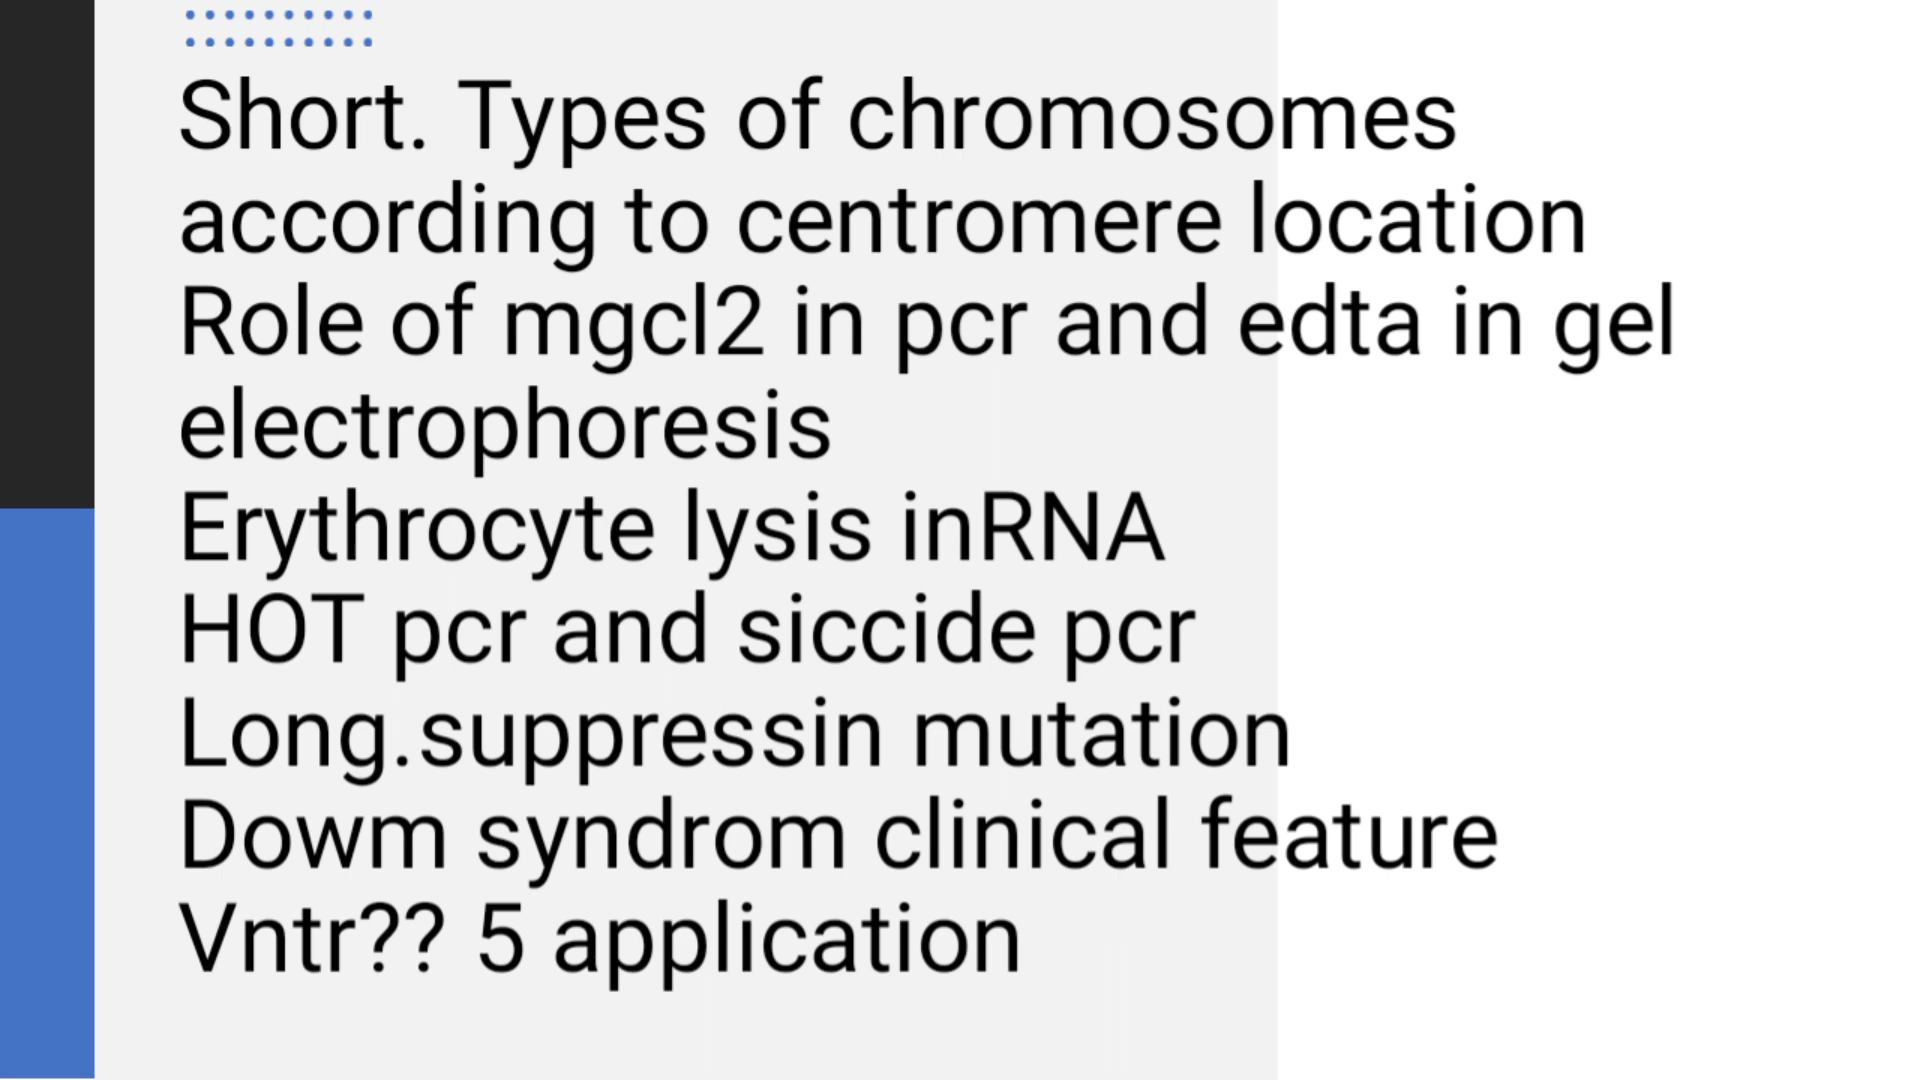 Short. Types of chromosomes
according to centromere location
Role of mgcl2 in pcr and edta in gel
electrophoresis
Erythrocyte lysis inRNA
HOT pcr and siccide pcr
Long.suppressin mutation
Dowm syndrom clinical feature
Vntr?? 5 application